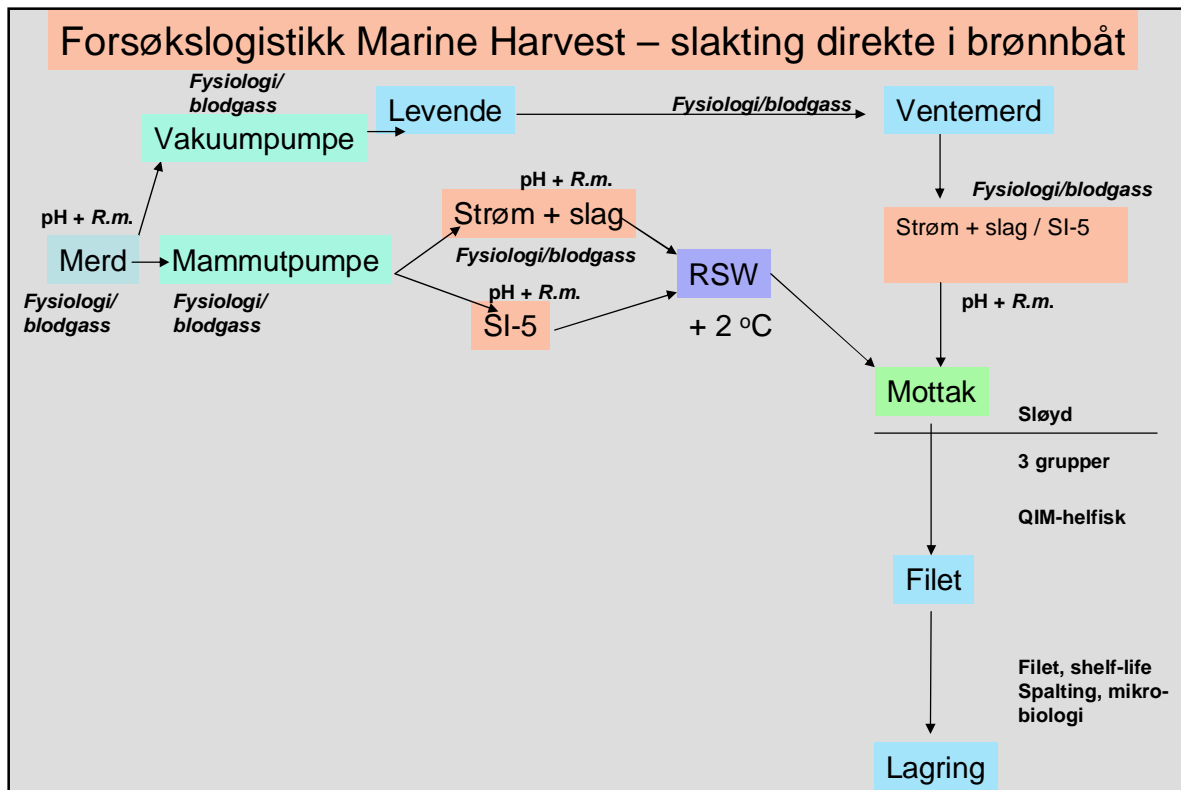 Forsøkslogistikk Marine Harvest – slakting direkte i brønnbåt
Fysiologi/
blodgass
Vakuumpumpe
Levende
Fysiologi/blodgass
Ventemerd
pH + R.m.
Merd
Fysiologi/
blodgass
Mammutpumpe
Fysiologi/
blodgass
pH + R.m.
Strøm + slag
Fysiologi/blodgass
pH + R.m.
SI-5
RSW
+ 2 °C
Fysiologi/blodgass
Strøm + slag / SI-5
pH + R.m.
Mottak
Sløyd
3 grupper
QIM-helfisk
Filet
Filet, shelf-life
Spalting, mikro-
biologi
Lagring